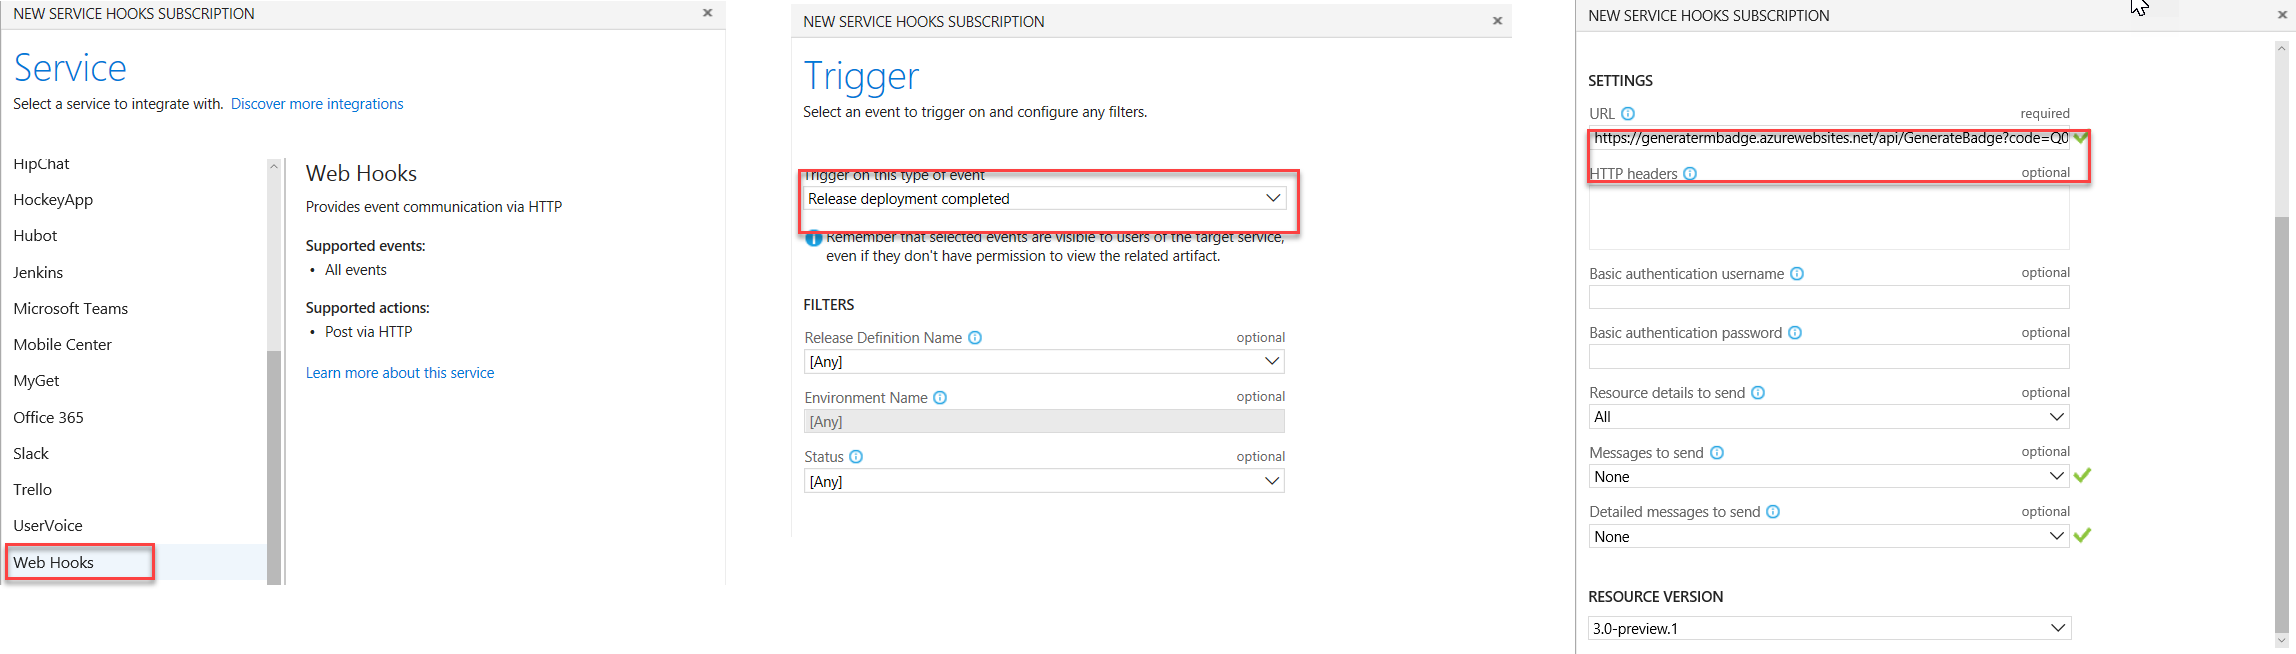 NEW SERVICE HOOKS SUBSCRIPTION
Service
Select a service to integrate with. Discover more integrations
HipChat
HockeyApp
Hubot
Jenkins
Microsoft Teams
Mobile Center
MyGet
Office 365
Slack
Trello
UserVoice
Web Hooks
Web Hooks
Provides event communication via HTTP
Supported events:
• All events
Supported actions:
• Post via HTTP
Learn more about this service
NEW SERVICE HOOKS SUBSCRIPTION
Trigger
Select an event to trigger on and configure any filters.
Trigger on this type of event
Release deployment completed
Remember that selected events are visible to users of the target service,
even if they don't have permission to view the related artifact.
FILTERS
Release Definition Name optional
[Any]
Environment Name optional
[Any]
Status optional
[Any]
NEW SERVICE HOOKS SUBSCRIPTION
SETTINGS
URL required
https://generatermbadge.azurewebsites.net/api/GenerateBadge?code=Q0
HTTP headers optional
Basic authentication username optional
Basic authentication password optional
Resource details to send optional
All
Messages to send optional
None
Detailed messages to send optional
None
RESOURCE VERSION
3.0-preview.1